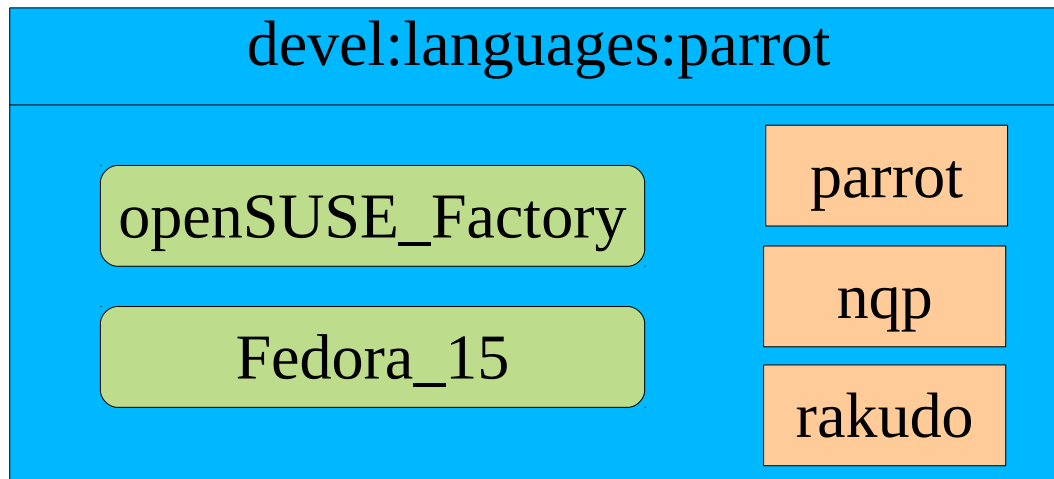 devel:languages:parrot
openSUSE_Factory
Fedora_15
parrot
nqp
rakudo